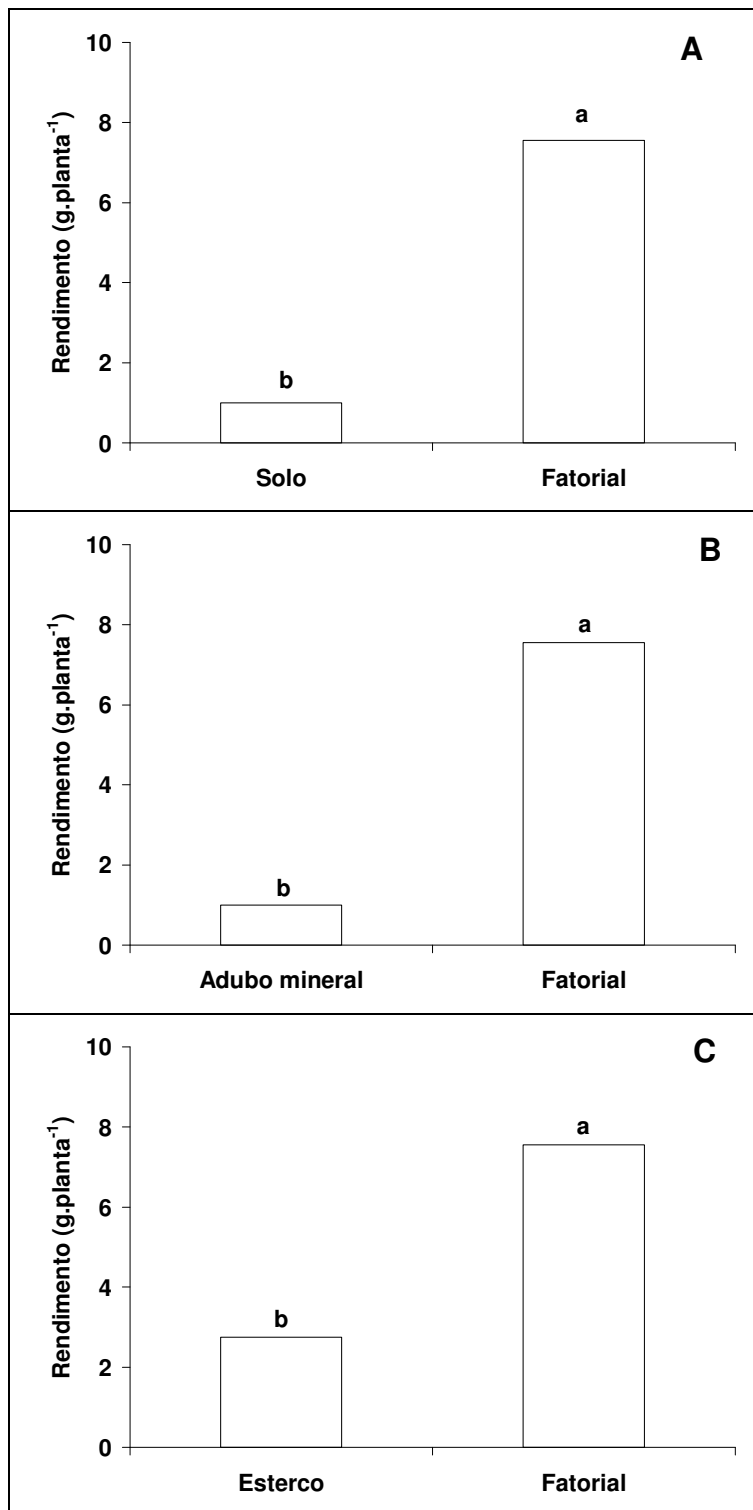 A
Rendimento (g.planta⁻¹)
10
8
6
4
2
0
a
b
Solo Fatorial
B
Rendimento (g.planta⁻¹)
10
8
6
4
2
0
a
b
Adubo mineral Fatorial
C
Rendimento (g.planta⁻¹)
10
8
6
4
2
0
a
b
Esterco Fatorial